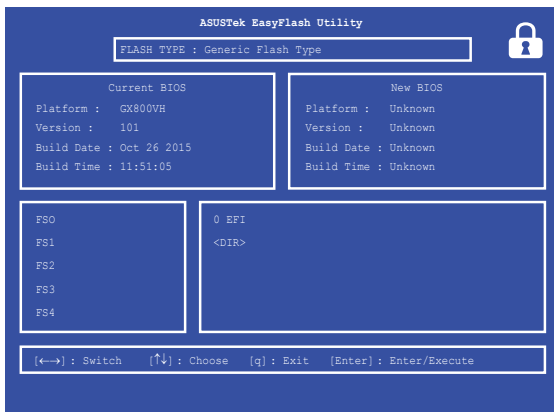 ASUSTek EasyFlash Utility
FLASH TYPE : Generic Flash Type
Current BIOS
Platform : GX800VH
Version : 101
Build Date : Oct 26 2015
Build Time : 11:51:05
New BIOS
Platform : Unknown
Version : Unknown
Build Date : Unknown
Build Time : Unknown
FSO
FS1
FS2
FS3
FS4
0 EFI
<DIR>
[←→] : Switch [↑↓] : Choose [q] : Exit [Enter] : Enter/Execute